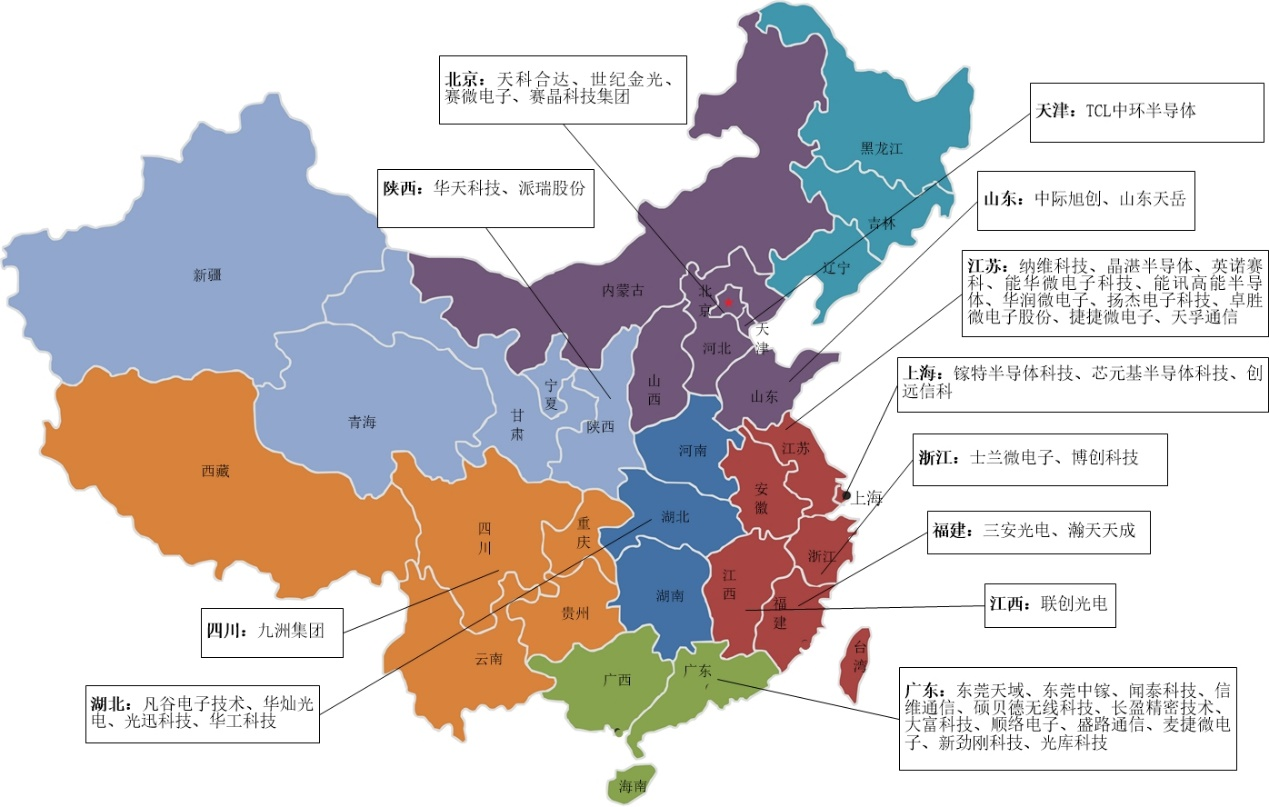 北京：天科合达、世纪金光、
赛微电子、赛晶科技集团
天津：TCL中环半导体
陕西：华天科技、派瑞股份
山东：中际旭创、山东天岳
江苏：纳维科技、晶湛半导体、英诺赛
科、能华微电子科技、能讯高能半导
体、华润微电子、扬杰电子科技、卓胜
微电子股份、捷捷微电子、天孚通信
上海：镓特半导体科技、芯元基半导体科技、创
远信科
浙江：士兰微电子、博创科技
福建：三安光电、瀚天天成
江西：联创光电
四川：九洲集团
湖北：凡谷电子技术、华灿光
电、光迅科技、华工科技
广东：东莞天域、东莞中镓、闻泰科技、信
维通信、硕贝德无线科技、长盈精密技术、
大富科技、顺络电子、盛路通信、麦捷微电
子、新劲刚科技、光库科技
黑龙江
吉林
辽宁
新疆
内蒙古
北京
天津
河北
山西
山东
宁夏
甘肃
青海
陕西
河南
江苏
西藏
安徽
上海
湖北
四川
重庆
浙江
江西
湖南
福建
贵州
云南
台湾
广西
广东
海南